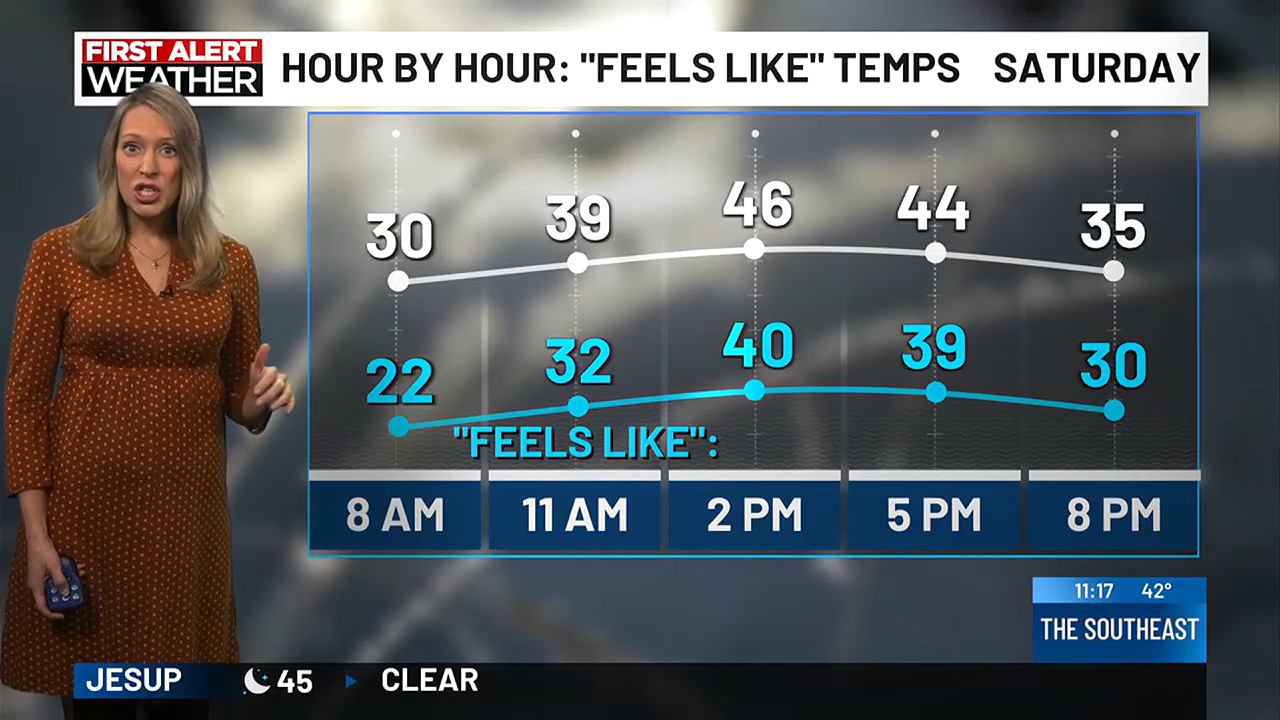 FIRST ALERT
WEATHER
HOUR BY HOUR: "FEELS LIKE" TEMPS SATURDAY
30 39 46 44 35
22 32 40 39 30
"FEELS LIKE":
8 AM 11 AM 2 PM 5 PM 8 PM
11:17 42°
THE SOUTHEAST
JESUP 45 CLEAR